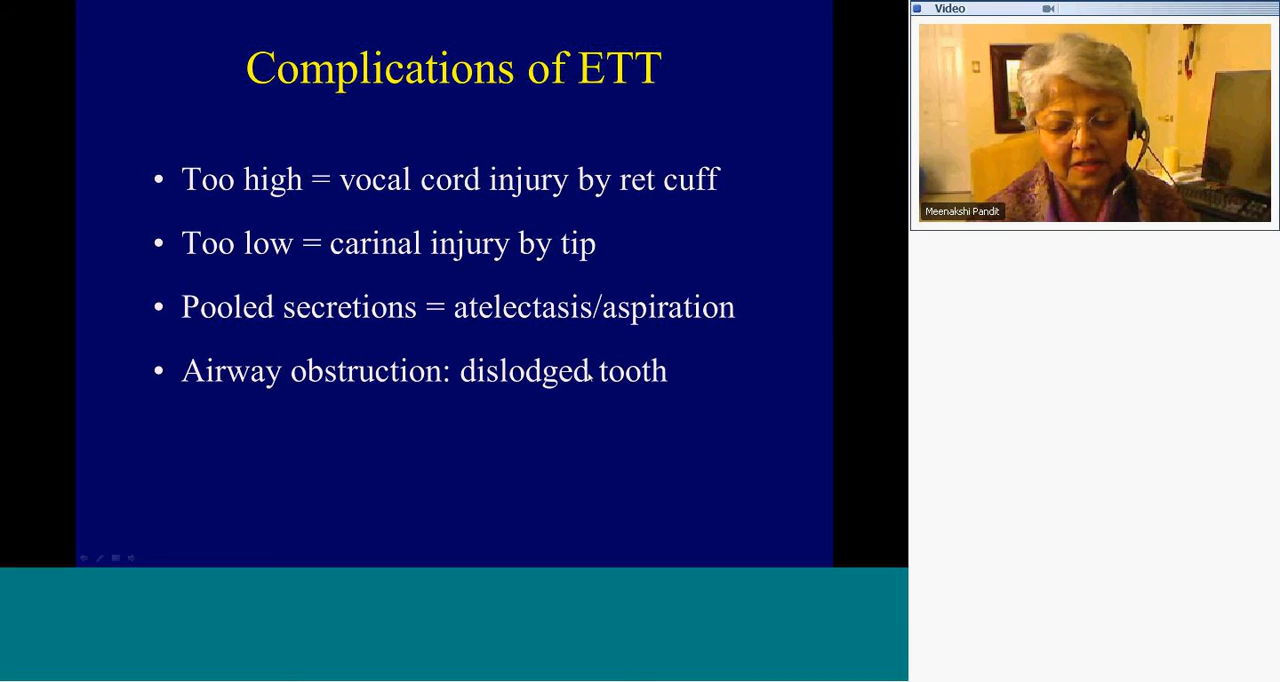 Complications of ETT
• Too high = vocal cord injury by ret cuff
• Too low = carinal injury by tip
• Pooled secretions = atelectasis/aspiration
• Airway obstruction: dislodged tooth
Video
Meenakshi Pandit